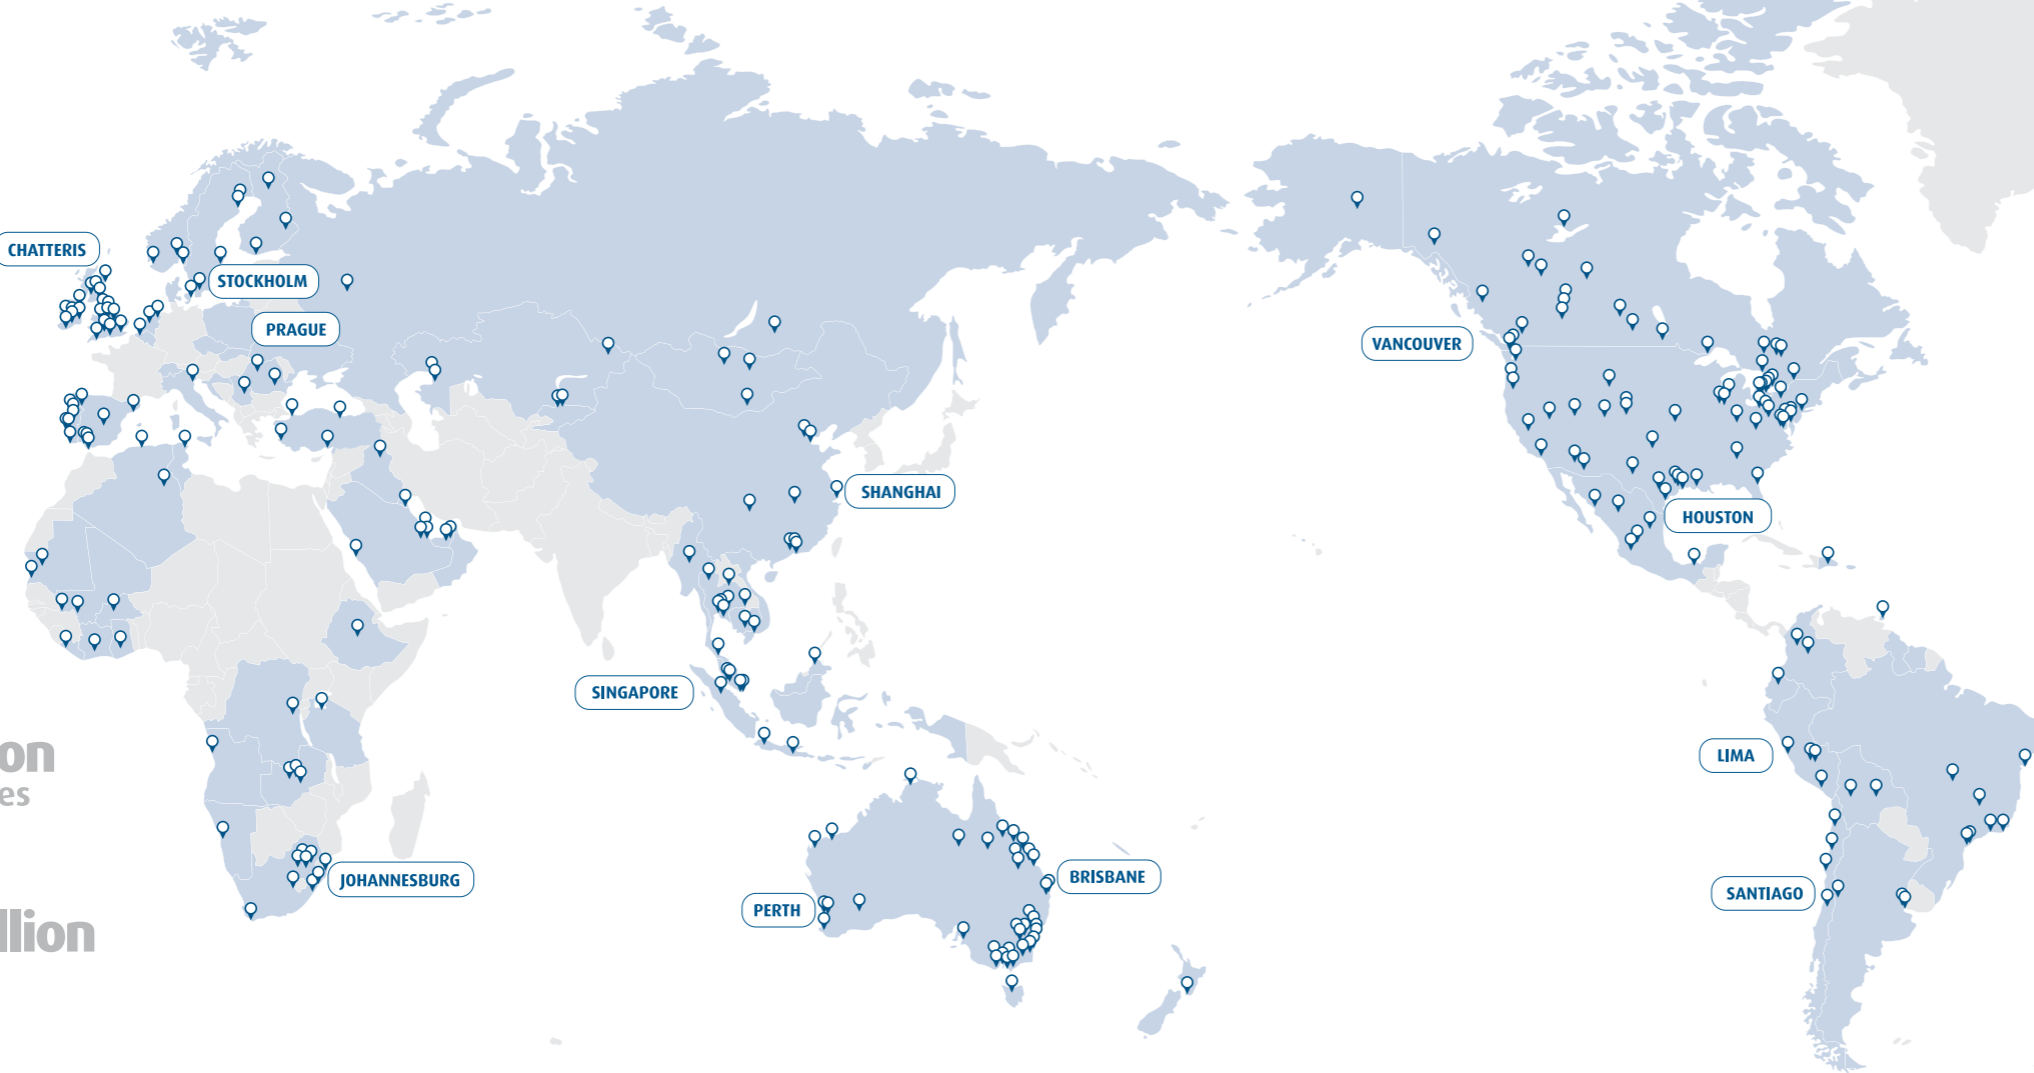 CHATTERIS
STOCKHOLM
PRAGUE
VANCOUVER
SHANGHAI
HOUSTON
SINGAPORE
on
es
LIMA
JOHANNESBURG
BRISBANE
PERTH
SANTIAGO
llion